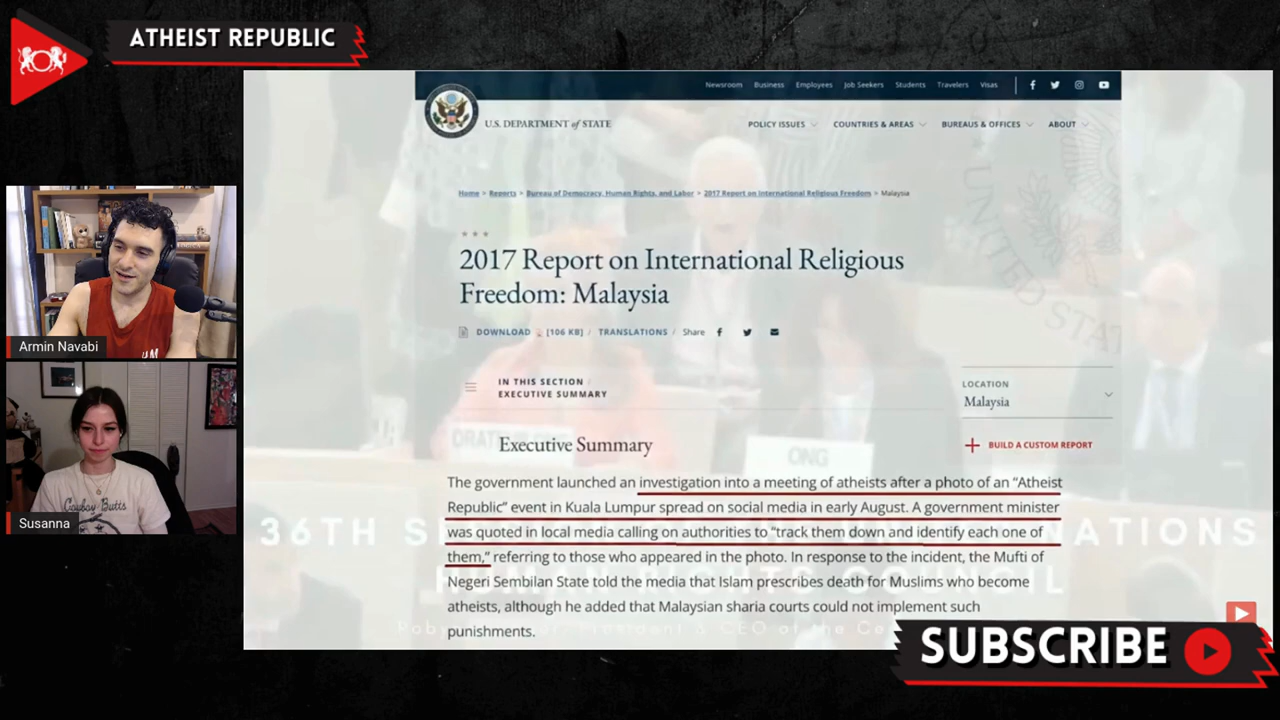 ATHEIST REPUBLIC
Newsroom Business Employees Job Seekers Students Travelers Visas
U.S. DEPARTMENT of STATE
POLICY ISSUES COUNTRIES & AREAS BUREAUS & OFFICES ABOUT
Home > Reports > Bureau of Democracy, Human Rights, and Labor > 2017 Report on International Religious Freedom > Malaysia
2017 Report on International Religious
Freedom: Malaysia
DOWNLOAD [106 KB] / TRANSLATIONS / Share
IN THIS SECTION /
EXECUTIVE SUMMARY
LOCATION
Malaysia
BUILD A CUSTOM REPORT
Executive Summary
The government launched an investigation into a meeting of atheists after a photo of an “Atheist
Republic” event in Kuala Lumpur spread on social media in early August. A government minister
was quoted in local media calling on authorities to “track them down and identify each one of
them,” referring to those who appeared in the photo. In response to the incident, the Mufti of
Negeri Sembilan State told the media that Islam prescribes death for Muslims who become
atheists, although he added that Malaysian sharia courts could not implement such
punishments.
ONG
36TH
NATIONS
Armin Navabi
Cowboy Butts
Susanna
SUBSCRIBE